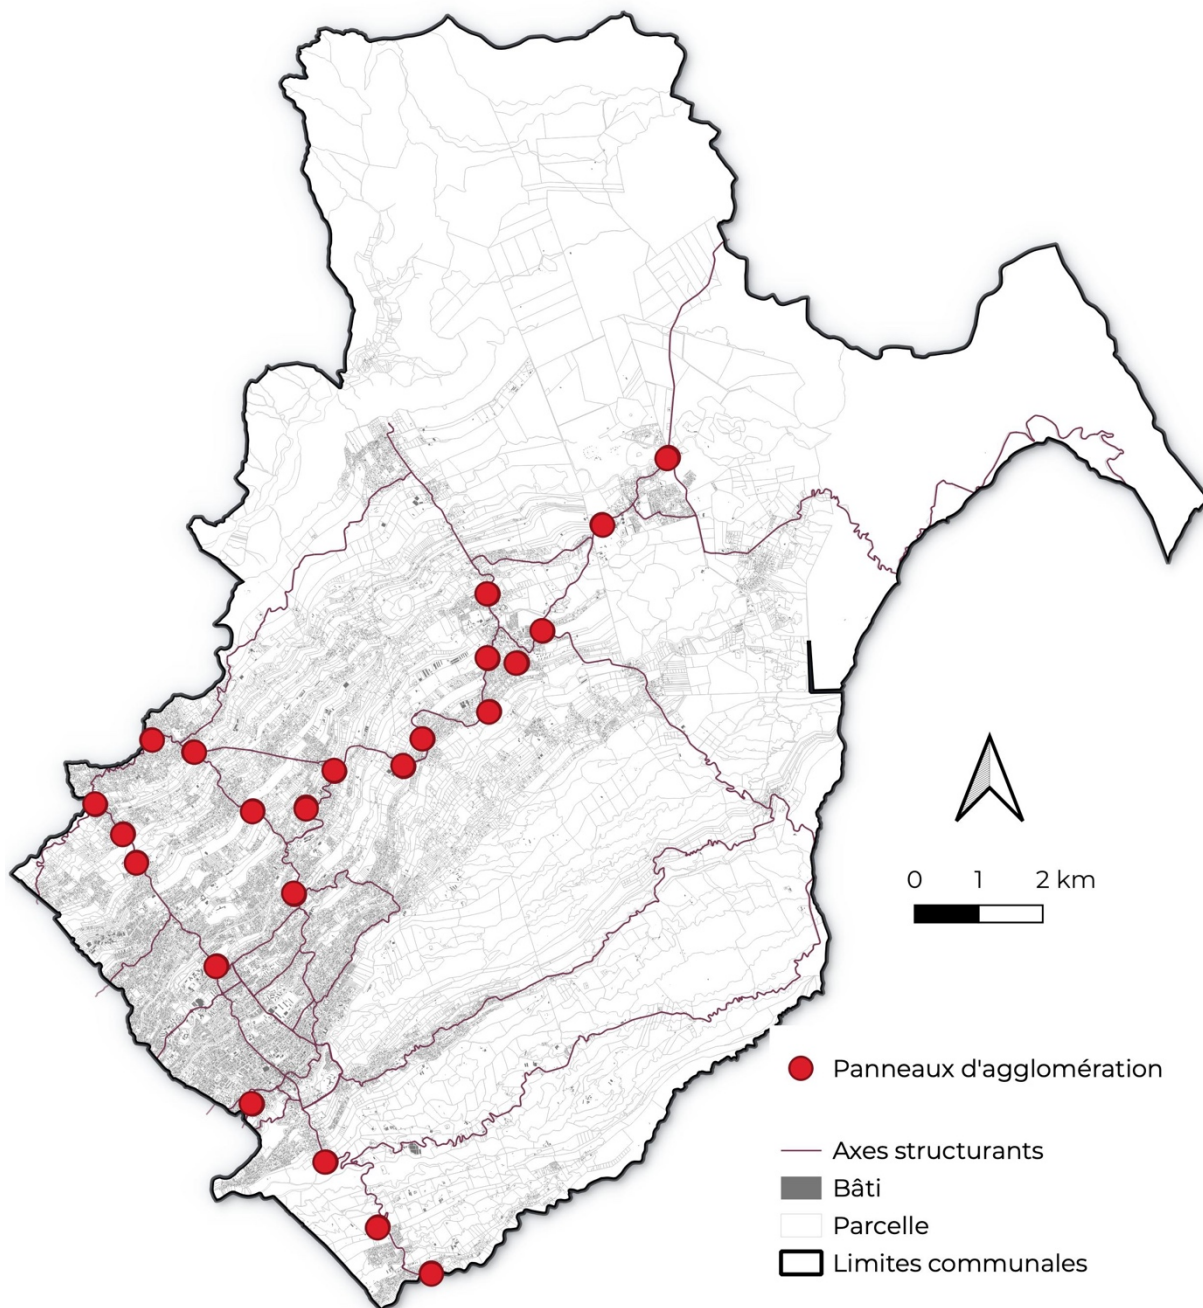 0 1 2 km
Panneaux d'agglomération
Axes structurants
Bâti
Parcelle
Limites communales